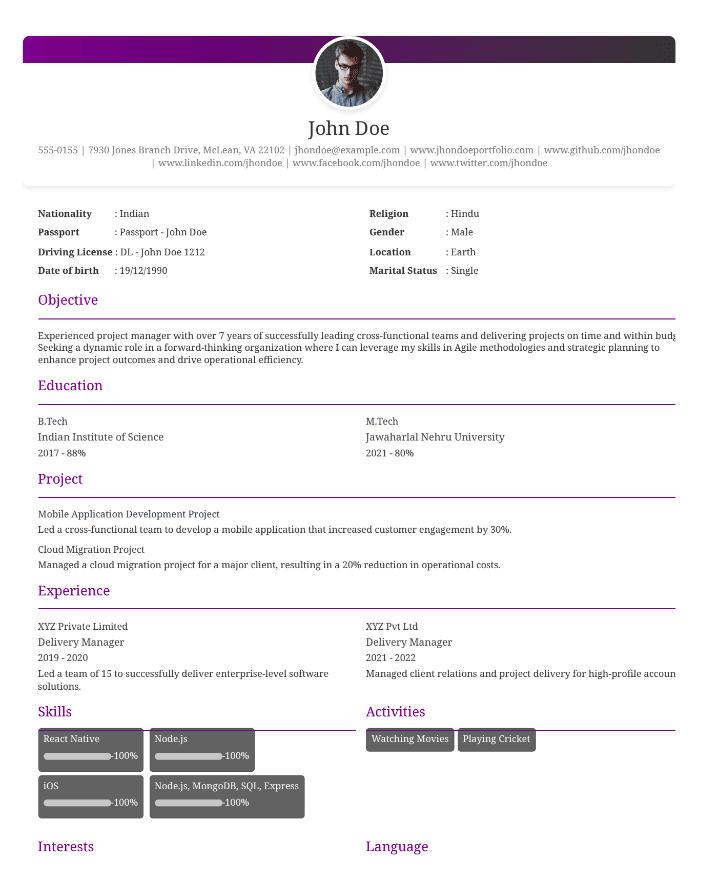 John Doe
555-0155 | 7930 Jones Branch Drive, McLean, VA 22102 | jhondoe@example.com | www.jhondoeportfolio.com | www.github.com/jhondoe
| www.linkedin.com/jhondoe | www.facebook.com/jhondoe | www.twitter.com/jhondoe
Nationality : Indian
Religion : Hindu
Passport : Passport - John Doe
Gender : Male
Driving License : DL - John Doe 1212
Location : Earth
Date of birth : 19/12/1990
Marital Status : Single
Objective
Experienced project manager with over 7 years of successfully leading cross-functional teams and delivering projects on time and within
Seeking a dynamic role in a forward-thinking organization where I can leverage my skills in Agile methodologies and strategic planning to
enhance project outcomes and drive operational efficiency.
Education
B.Tech
Indian Institute of Science
2017 - 88%
M.Tech
Jawaharlal Nehru University
2021 - 80%
Project
Mobile Application Development Project
Led a cross-functional team to develop a mobile application that increased customer engagement by 30%.
Cloud Migration Project
Managed a cloud migration project for a major client, resulting in a 20% reduction in operational costs.
Experience
XYZ Private Limited
Delivery Manager
2019 - 2020
Led a team of 15 to successfully deliver enterprise-level software
solutions.
XYZ Pvt Ltd
Delivery Manager
2021 - 2022
Managed client relations and project delivery for high-profile accoun
Skills
React Native
100%
Node.js
100%
iOS
100%
Node.js, MongoDB, SQL, Express
100%
Activities
Watching Movies
Playing Cricket
Interests
Language